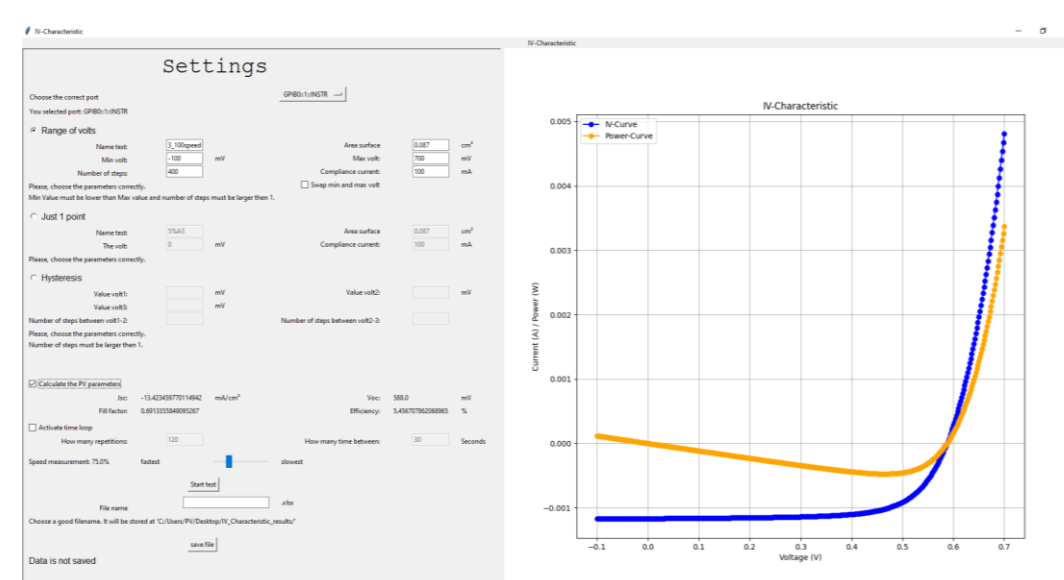 IV-Characteristic
IV-Characteristic
Settings
Choose the correct port
GPIB0::1::INSTR
You selected port: GPIB0::1::INSTR
Range of volts
Name test: 3_100speed Area surface 0.087 cm²
Min volt: -100 mV Max volt: 700 mV
Number of steps: 400 Compliance current: 100 mA
Please, choose the parameters correctly. Swap min and max volt
Min Value must be lower than Max value and number of steps must be larger then 1.
Just 1 point
Name test: 5%A3 Area surface 0.087 cm²
The volt: 0 mV Compliance current: 100 mA
Please, choose the parameters correctly.
Hysteresis
Value volt1: mV Value volt2: mV
Value volt3: mV
Number of steps between volt1-2: Number of steps between volt2-3:
Please, choose the parameters correctly.
Number of steps must be larger then 1.
Calculate the PV parameters
Jsc: -13.423459770114942 mA/cm² Voc: 588.0 mV
Fill factor: 0.6913355849095267 Efficiency: 5.456707862068965 %
Activate time loop
How many repetitions: 120 How many time between: 30 Seconds
Speed measurement: 75.0% fastest slowest
Start test
File name .xlsx
Choose a good filename. It will be stored at 'C:/Users/PV/Desktop/IV_Characteristic_results/'
save file
Data is not saved
IV-Characteristic
IV-Curve
Power-Curve
Current (A) / Power (W)
0.005
0.004
0.003
0.002
0.001
0.000
−0.001
−0.1 0.0 0.1 0.2 0.3 0.4 0.5 0.6 0.7
Voltage (V)